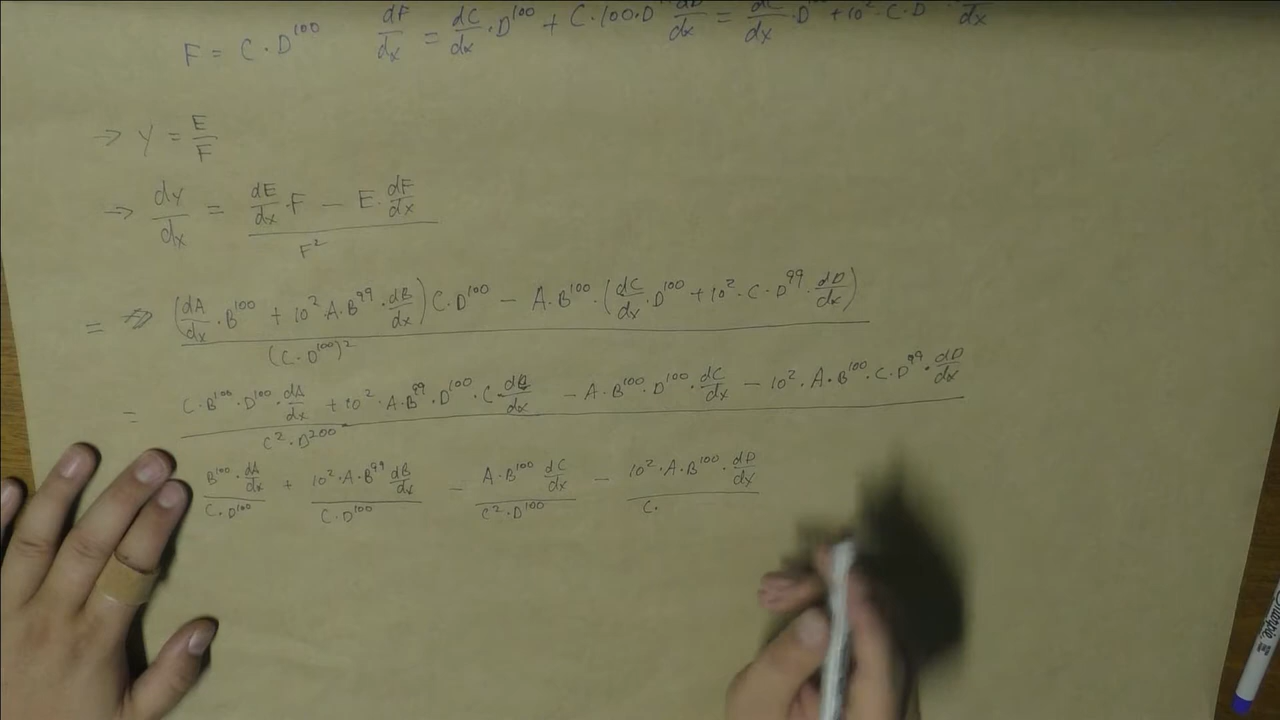 F = C · D^100    dF/dx = dC/dx · D^100 + C · 100 · D dD/dx = dC/dx · D + 10^2 · C · D dx
→ Y = E/F
→ dY/dx = (dE/dx · F − E · dF/dx) / F^2
= ⇒ ((dA/dx · B^100 + 10^2 · A · B^99 · dB/dx) C · D^100 − A · B^100 · (dC/dx · D^100 + 10^2 · C · D^99 · dD/dx)) / (C · D^100)^2
= (C · B^100 · D^100 · dA/dx + 10^2 · A · B^99 · D^100 · C · dB/dx − A · B^100 · D^100 · dC/dx − 10^2 · A · B^100 · C · D^99 · dD/dx) / C^2 · D^200
B^100 · dA/dx / C · D^100 + 10^2 · A · B^99 dB/dx / C · D^100 − A · B^100 dC/dx / C^2 · D^100 − 10^2 · A · B^100 · dD/dx / C ·